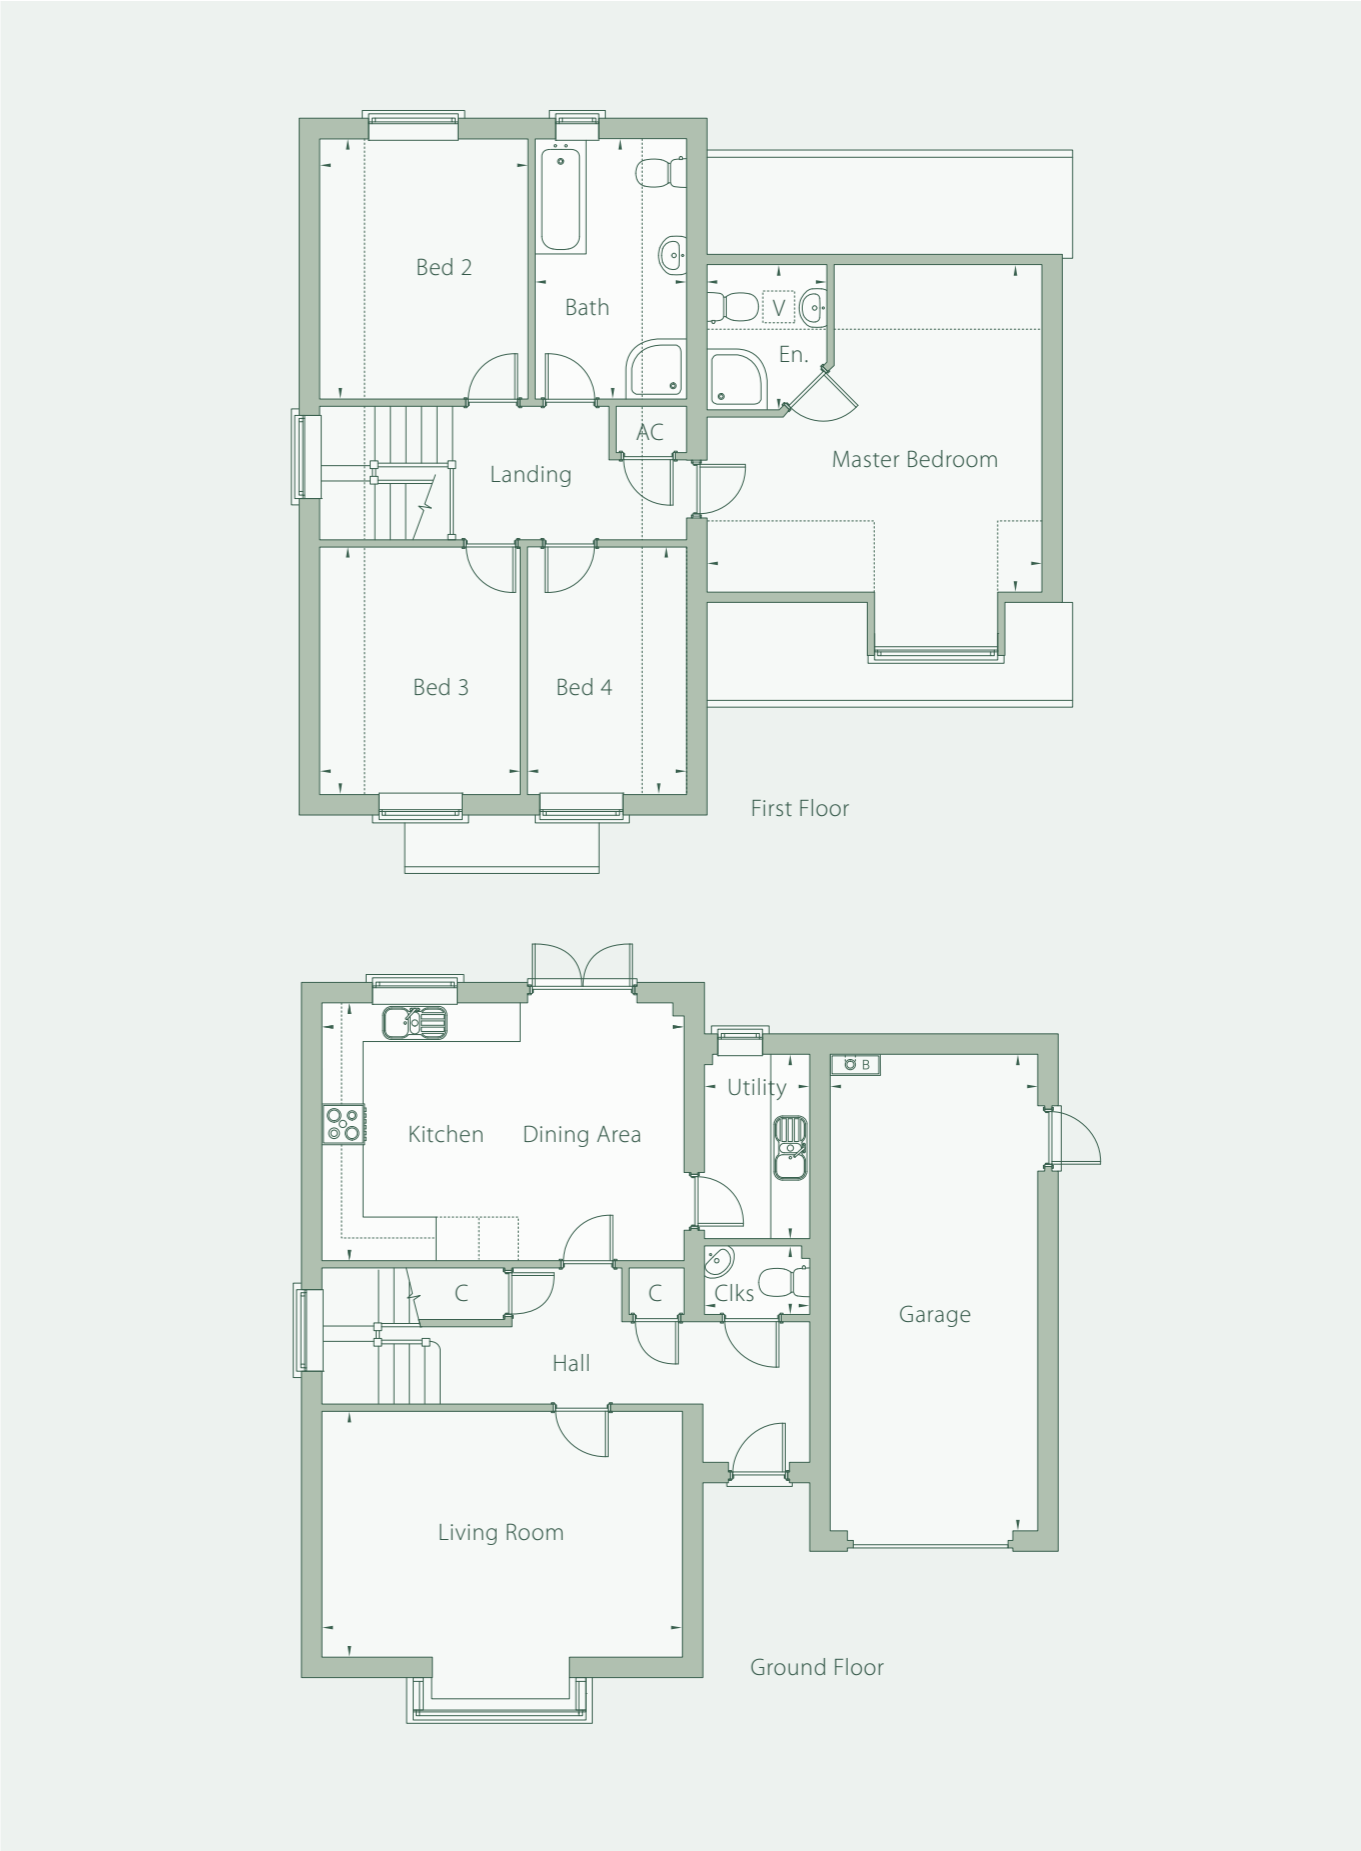 Bed 2
Bath
V
En.
AC
Landing
Master Bedroom
Bed 3
Bed 4
First Floor
B
Utility
Kitchen
Dining Area
C
C
Clks
Garage
Hall
Living Room
Ground Floor